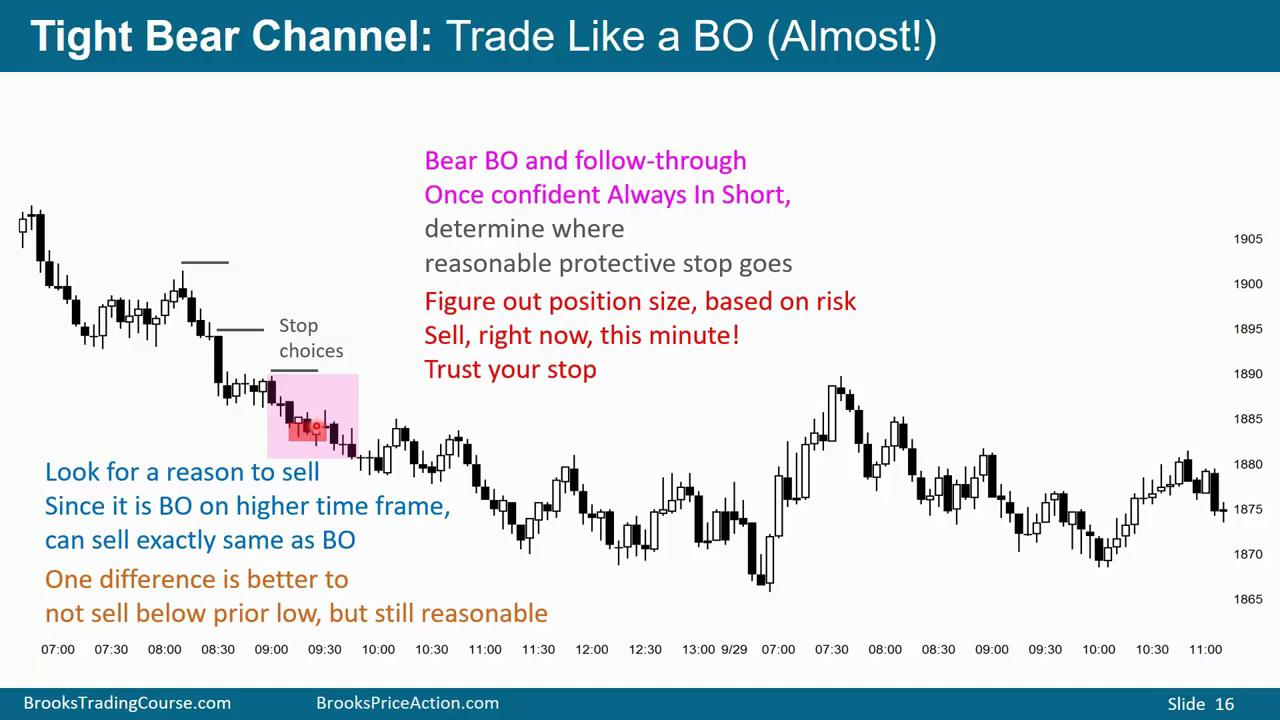 Tight Bear Channel: Trade Like a BO (Almost!)
Bear BO and follow-through
Once confident Always In Short,
determine where
reasonable protective stop goes
Figure out position size, based on risk
Sell, right now, this minute!
Trust your stop
Stop
choices
Look for a reason to sell
Since it is BO on higher time frame,
can sell exactly same as BO
One difference is better to
not sell below prior low, but still reasonable
1905
1900
1895
1890
1885
1880
1875
1870
1865
07:00 07:30 08:00 08:30 09:00 09:30 10:00 10:30 11:00 11:30 12:00 12:30 13:00 9/29 07:00 07:30 08:00 08:30 09:00 09:30 10:00 10:30 11:00
BrooksTradingCourse.com BrooksPriceAction.com Slide 16